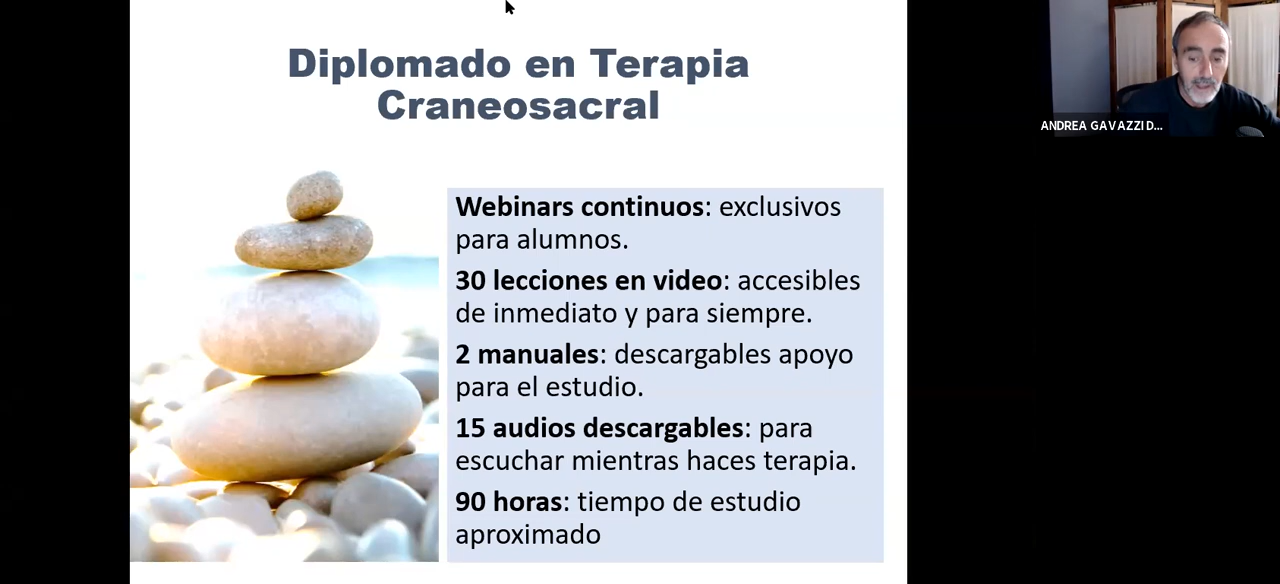 Diplomado en Terapia
Craneosacral
Webinars continuos: exclusivos
para alumnos.
30 lecciones en video: accesibles
de inmediato y para siempre.
2 manuales: descargables apoyo
para el estudio.
15 audios descargables: para
escuchar mientras haces terapia.
90 horas: tiempo de estudio
aproximado
ANDREA GAVAZZI D...